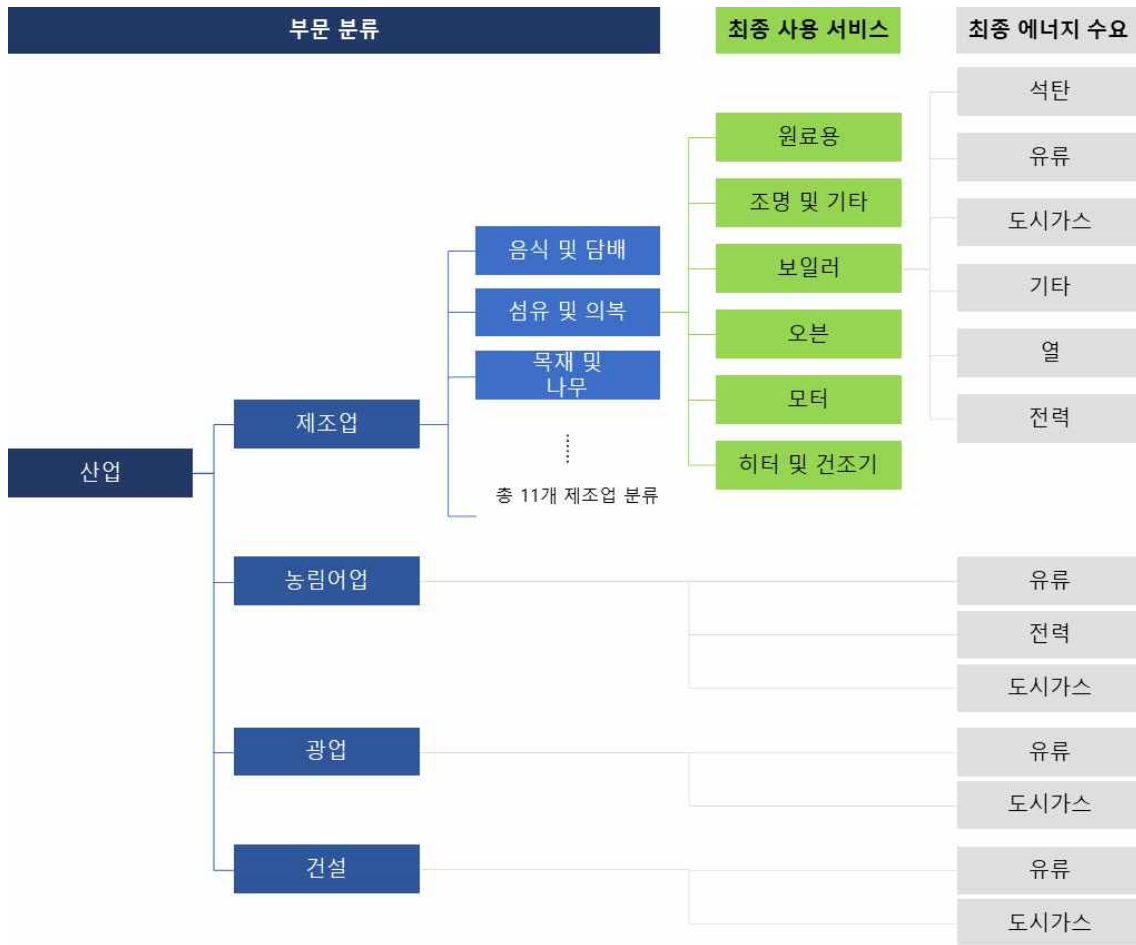 부문 분류
최종 사용 서비스
최종 에너지 수요
산업
제조업
음식 및 담배
섬유 및 의복
목재 및
나무
총 11개 제조업 분류
원료용
조명 및 기타
보일러
오븐
모터
히터 및 건조기
석탄
유류
도시가스
기타
열
전력
농림어업
유류
전력
도시가스
광업
유류
도시가스
건설
유류
도시가스